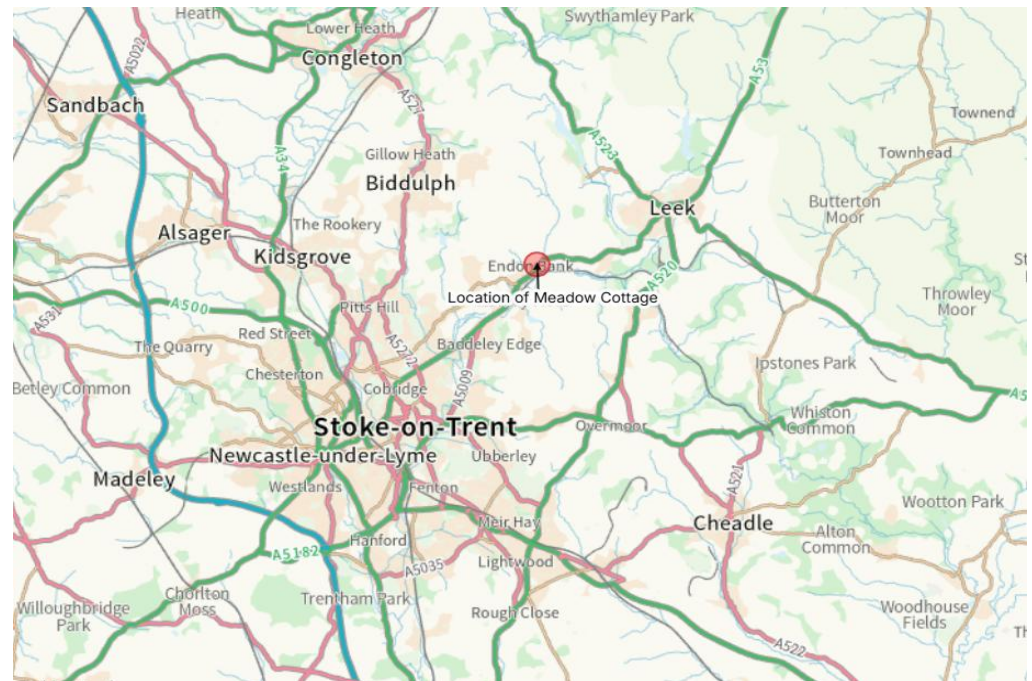 Heath
Lower Heath
Swythamley Park
Congleton
A5022
A53
Sandbach
A527
Townend
A523
A34
Gillow Heath
Townhead
Biddulph
Butterton
Moor
Leek
The Rookery
Alsager
Kidsgrove
Endon Bank
A520
Location of Meadow Cottage
Throwley
Moor
A500
Pitts Hill
A531
Red Street
The Quarry
A5272
Baddeley Edge
Ipstones Park
Chesterton
Betley Common
Cobridge
A5009
Whiston
Common
Stoke-on-Trent
Overmoor
Newcastle-under-Lyme
Ubberley
Madeley
Westlands
Fenton
A521
Wootton Park
Meir Hay
Cheadle
Hanford
Alton
Common
A5182
Lightwood
A5035
Chorlton
Moss
Trentham Park
Willoughbridge
Park
Rough Close
Woodhouse
Fields
A522